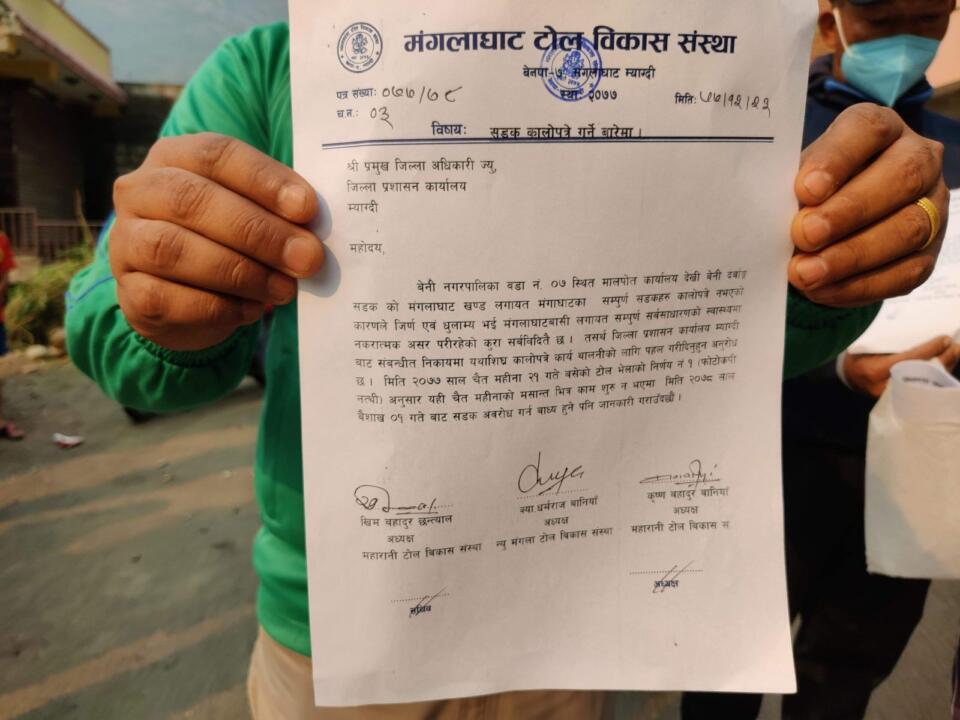 मंगलाघाट टोल विकास संस्था
बेनपा-७, मंगलाघाट म्याग्दी
स्थाः २०७७
पत्र संख्याः ०७७/७८
च.न.: ०३
मितिः ७७/१२/२३
विषयः सडक कालोपत्रे गर्ने बारेमा ।
श्री प्रमुख जिल्ला अधिकारी ज्यु,
जिल्ला प्रशासन कार्यालय
म्याग्दी
महोदय,
बेनी नगरपालिका वडा नं. ०७ स्थित मालपोत कार्यालय देखी बेनी दरवाङ
सडक को मंगलाघाट खण्ड लगायत मंगाघाटका सम्पुर्ण सडकहरु कालोपत्रे नभएको
कारणले जिर्ण एवं धुलाम्य भई मंगलाघाटबासी लगायत सम्पुर्ण सर्वसाधारणको स्वास्थ्यमा
नकरात्मक असर परीरहेको कुरा सर्वबिदितै छ । तसर्थ जिल्ला प्रशासन कार्यालय म्याग्दी
बाट संबन्धीत निकायमा यथाशिघ्र कालोपत्रे कार्य थालनीको लागि पहल गरीदिनुहुन अनुरोध
छ । मिति २०७७ साल चैत महीना २१ गते बसेको टोल भेलाको निर्णय नं १ (फोटोकपी
नत्थी) अनुसार यही चैत महीनाको मसान्त भित्र काम शुरु न भएमा मिति २०७८ साल
बैशाख ०१ गते बाट सडक अवरोध गर्न बाध्य हुने पनि जानकारी गराउँदछौं ।
खिम बहादुर छन्त्याल
अध्यक्ष
महारानी टोल बिकास संस्था
क्या.धर्मराज बानियाँ
अध्यक्ष
न्यु मंगला टोल बिकास संस्था
कृष्ण बहादुर बानियाँ
अध्यक्ष
महारानी टोल बिकास सं
सचिव
अध्यक्ष